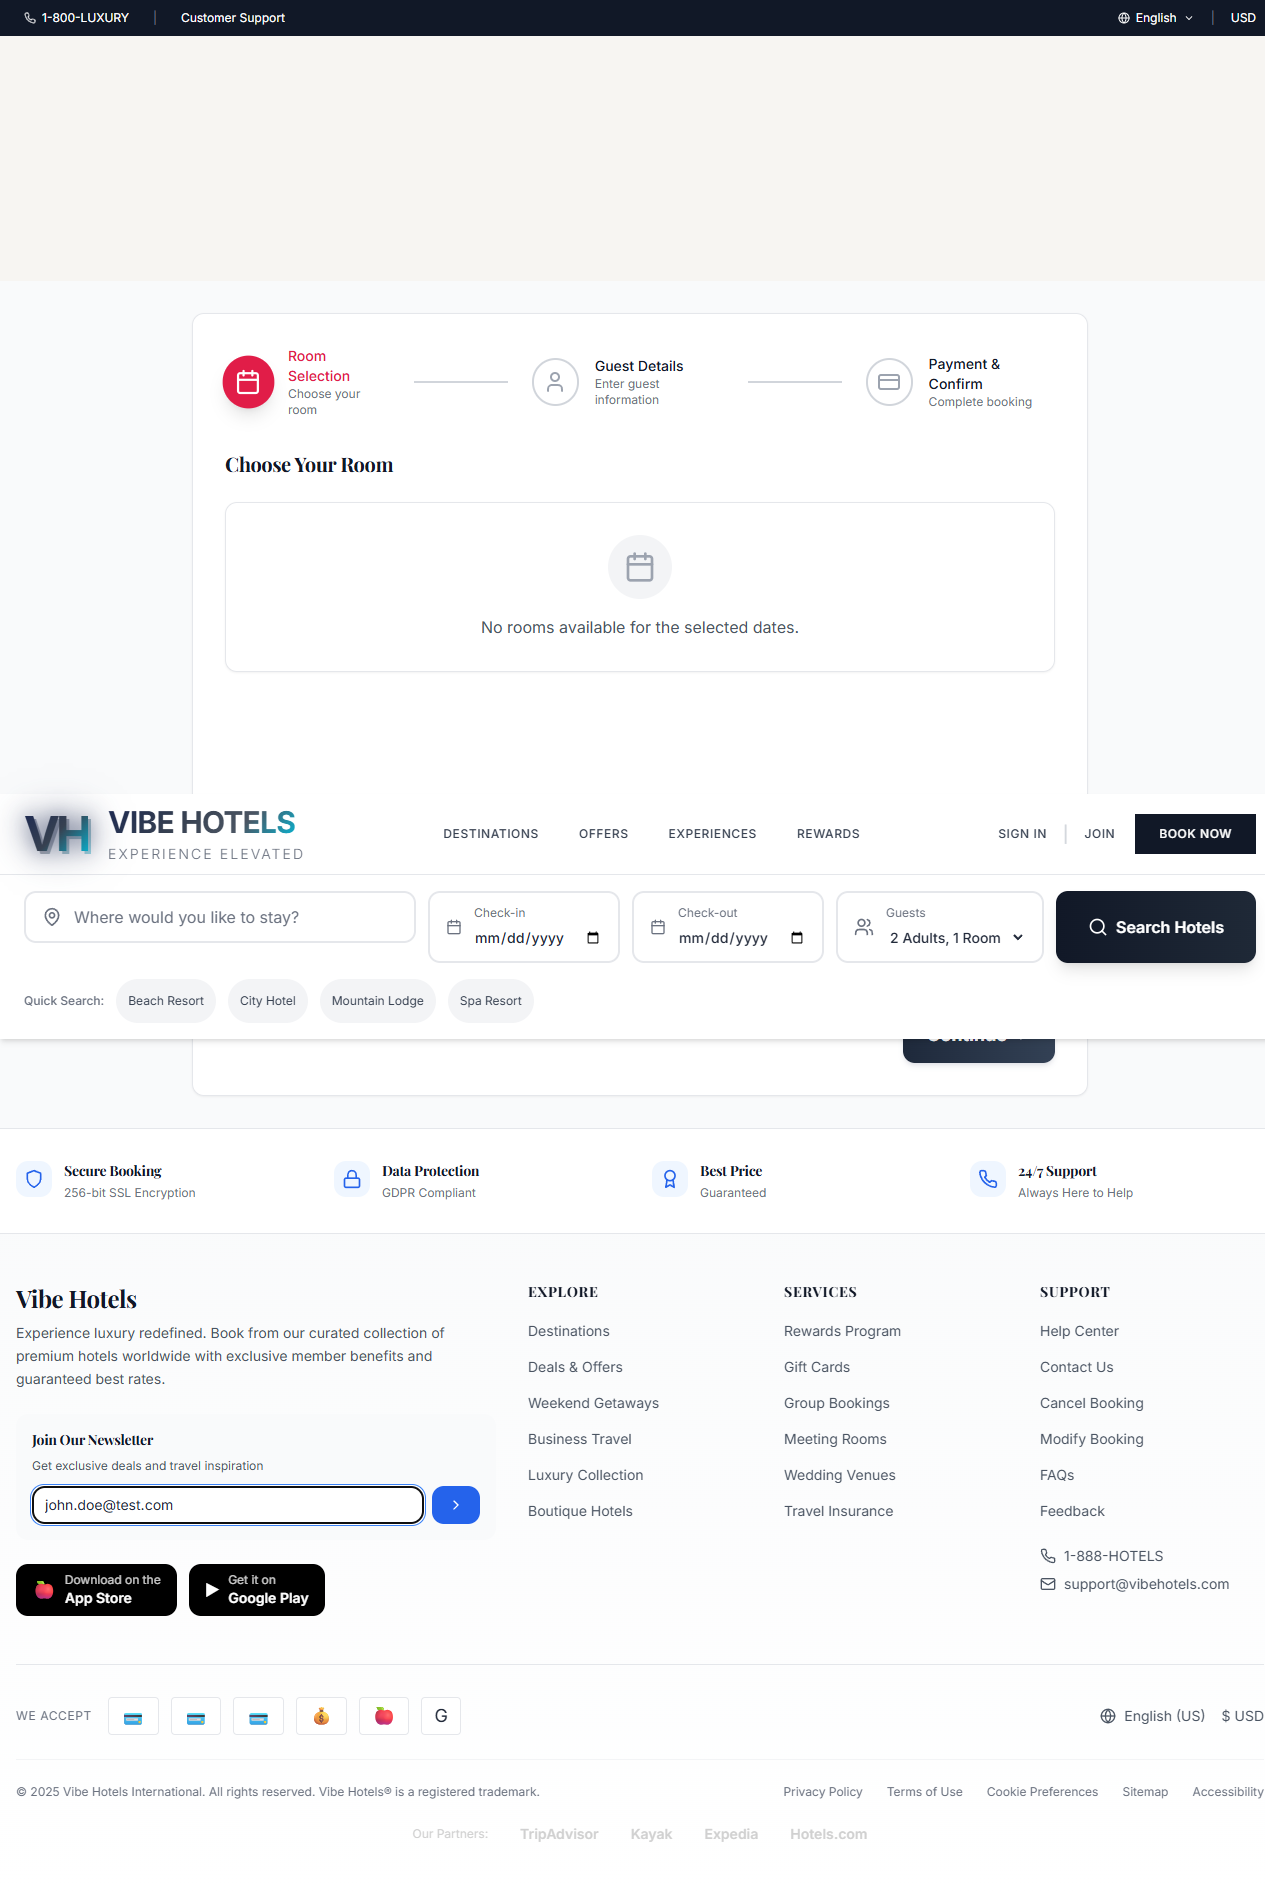 1-800-LUXURY
Customer Support
English
USD
Room
Selection
Choose your
room
Guest Details
Enter guest
information
Payment &
Confirm
Complete booking
Choose Your Room
No rooms available for the selected dates.
VH
VIBE HOTELS
EXPERIENCE ELEVATED
DESTINATIONS
OFFERS
EXPERIENCES
REWARDS
SIGN IN
JOIN
BOOK NOW
Where would you like to stay?
Check-in
mm/dd/yyyy
Check-out
mm/dd/yyyy
Guests
2 Adults, 1 Room
Search Hotels
Quick Search:
Beach Resort
City Hotel
Mountain Lodge
Spa Resort
Continue
Secure Booking
256-bit SSL Encryption
Data Protection
GDPR Compliant
Best Price
Guaranteed
24/7 Support
Always Here to Help
Vibe Hotels
Experience luxury redefined. Book from our curated collection of
premium hotels worldwide with exclusive member benefits and
guaranteed best rates.
Join Our Newsletter
Get exclusive deals and travel inspiration
john.doe@test.com
Download on the
App Store
Get it on
Google Play
EXPLORE
Destinations
Deals & Offers
Weekend Getaways
Business Travel
Luxury Collection
Boutique Hotels
SERVICES
Rewards Program
Gift Cards
Group Bookings
Meeting Rooms
Wedding Venues
Travel Insurance
SUPPORT
Help Center
Contact Us
Cancel Booking
Modify Booking
FAQs
Feedback
1-888-HOTELS
support@vibehotels.com
WE ACCEPT
G
English (US)
$ USD
© 2025 Vibe Hotels International. All rights reserved. Vibe Hotels® is a registered trademark.
Privacy Policy
Terms of Use
Cookie Preferences
Sitemap
Accessibility
Our Partners:
TripAdvisor
Kayak
Expedia
Hotels.com